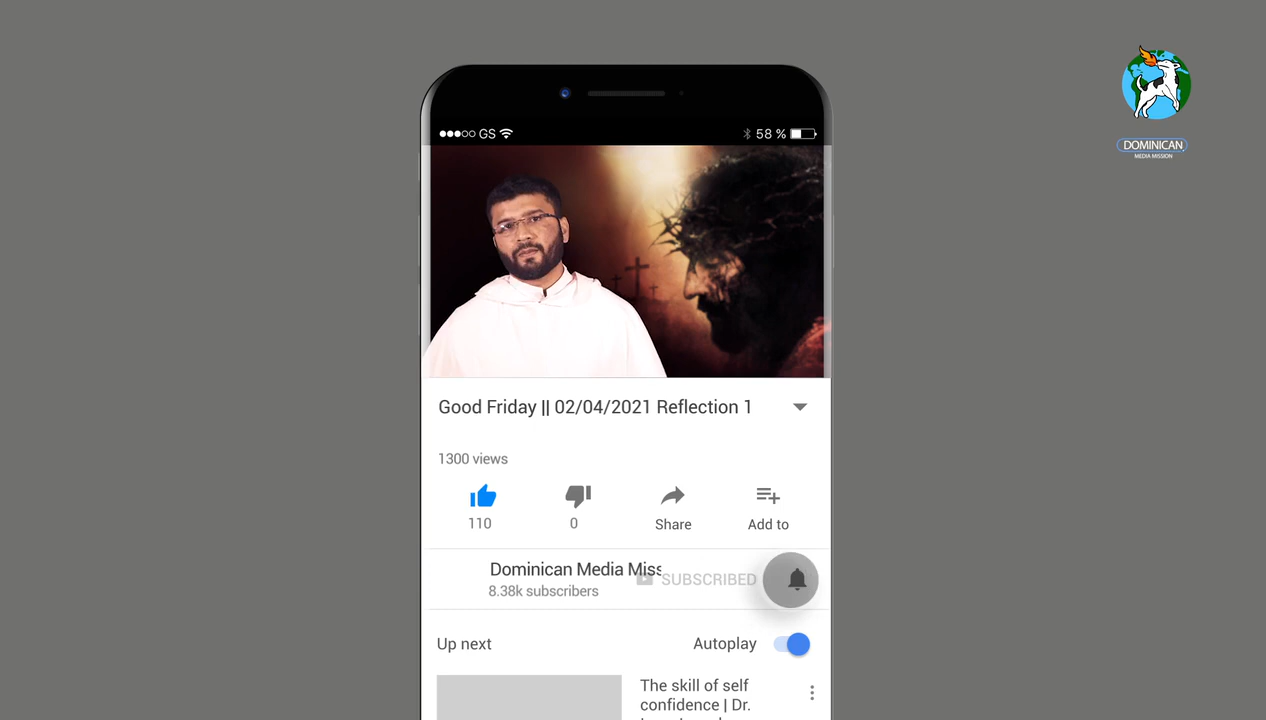 DOMINICAN
MEDIA MISSION
GS
58 %
Good Friday || 02/04/2021 Reflection 1
1300 views
110
0
Share
Add to
Dominican Media Miss
SUBSCRIBED
8.38k subscribers
Up next
Autoplay
The skill of self
confidence | Dr.